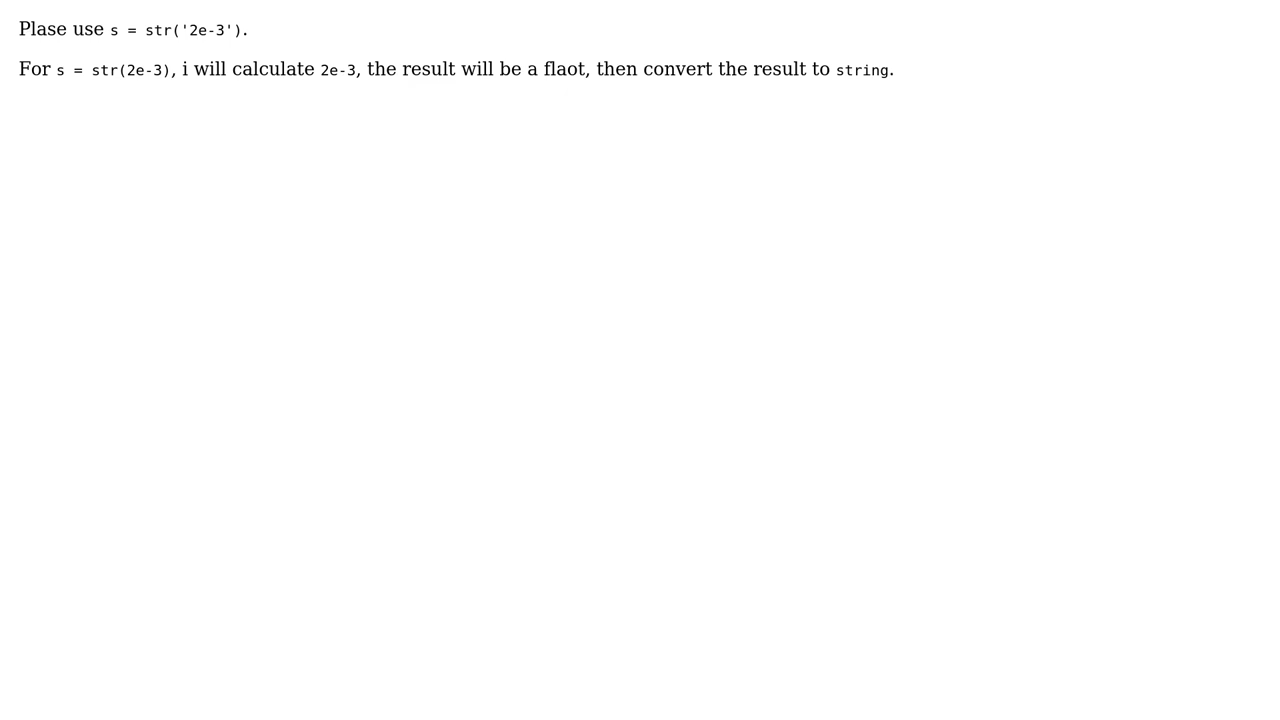 Plase use s = str('2e-3').
For s = str(2e-3), i will calculate 2e-3, the result will be a flaot, then convert the result to string.